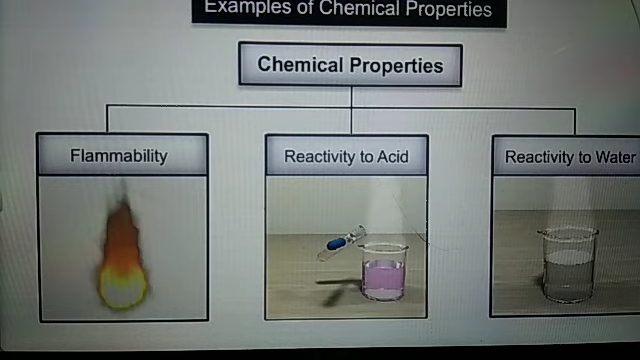 Examples of Chemical Properties
Chemical Properties
Flammability
Reactivity to Acid
Reactivity to Water